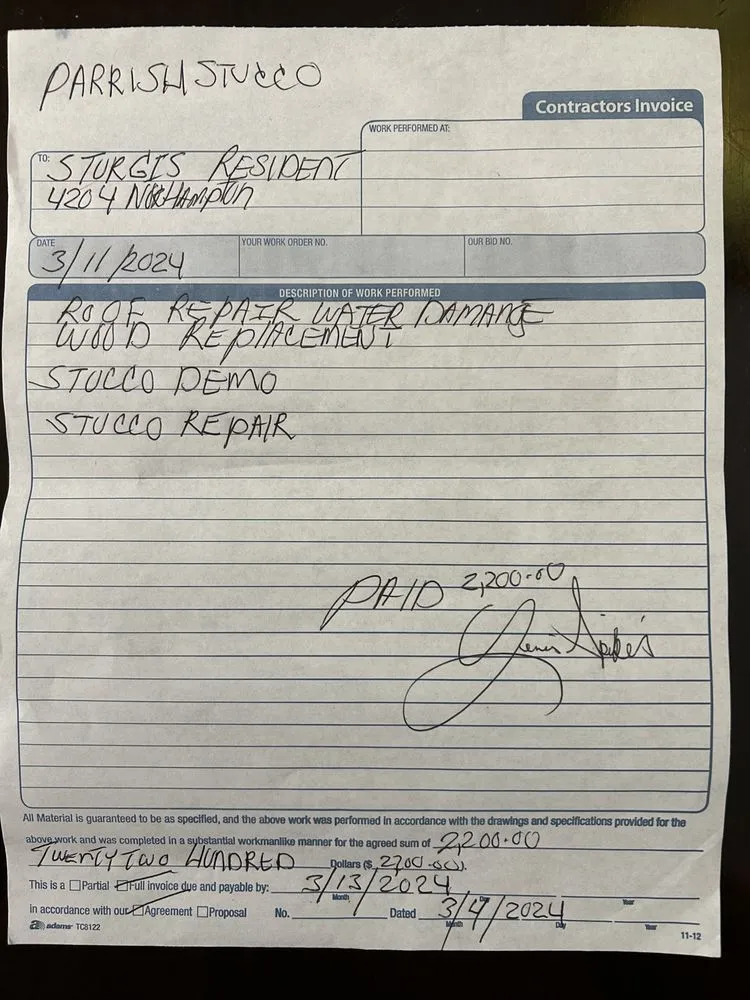 PARRISH STUCCO
Contractors Invoice
WORK PERFORMED AT:
TO: STURGIS RESIDENT
4204 NORHAMPTON
DATE YOUR WORK ORDER NO. OUR BID NO.
3/11/2024
DESCRIPTION OF WORK PERFORMED
ROOF REPAIR WATER DAMANGE
WOOD REPLACEMENT
STUCCO DEMO
STUCCO REPAIR
PAID 2,200.00
All Material is guaranteed to be as specified, and the above work was performed in accordance with the drawings and specifications provided for the
above work and was completed in a substantial workmanlike manner for the agreed sum of 2,200.00
TWENTY TWO HUNDRED Dollars ($ 2200.00).
This is a Partial Full invoice due and payable by: 3/13/2024
Month Day Year
in accordance with our Agreement Proposal No. Dated 3/4/2024
Month Day Year
adams TC8122
11-12